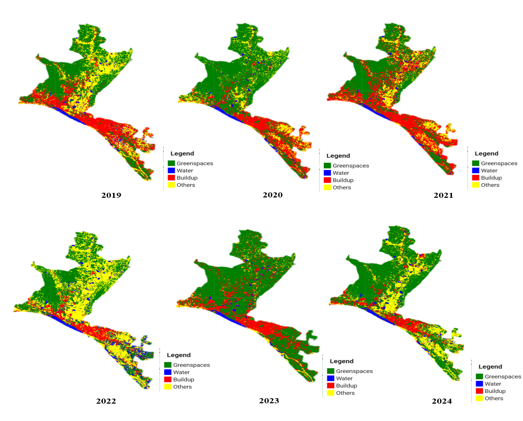 Legend
Greenspaces
Water
Buildup
Others
2019
Legend
Greenspaces
Water
Buildup
Others
2020
Legend
Greenspaces
Water
Buildup
Others
2021
Legend
Greenspaces
Water
Buildup
Others
2022
Legend
Greenspaces
Water
Buildup
Others
2023
Legend
Greenspaces
Water
Buildup
Others
2024